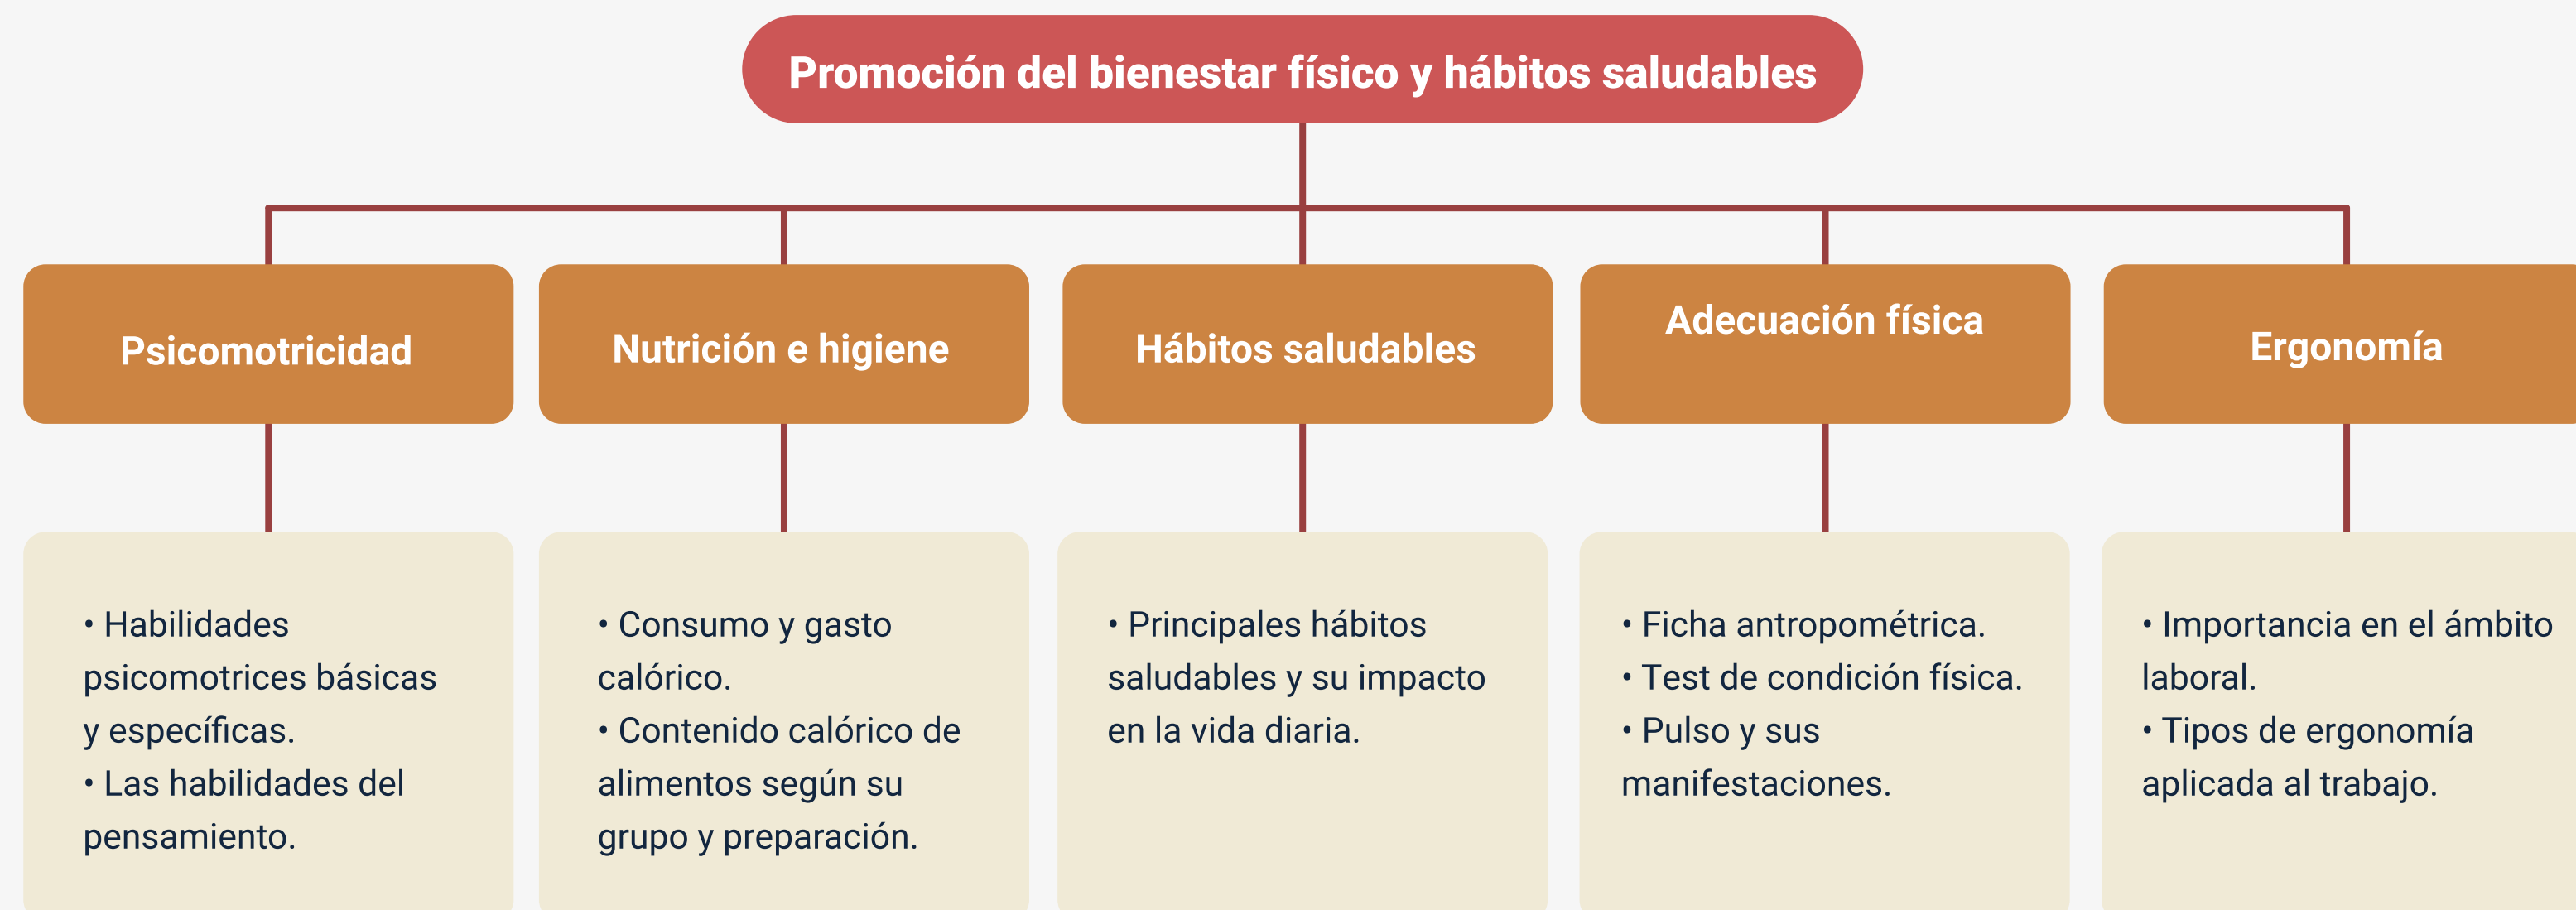 Promoción del bienestar físico y hábitos saludables
Psicomotricidad
Nutrición e higiene
Hábitos saludables
Adecuación física
Ergonomía
• Habilidades
psicomotrices básicas
y específicas.
• Las habilidades del
pensamiento.
• Consumo y gasto
calórico.
• Contenido calórico de
alimentos según su
grupo y preparación.
• Principales hábitos
saludables y su impacto
en la vida diaria.
• Ficha antropométrica.
• Test de condición física.
• Pulso y sus
manifestaciones.
• Importancia en el ámbito
laboral.
• Tipos de ergonomía
aplicada al trabajo.